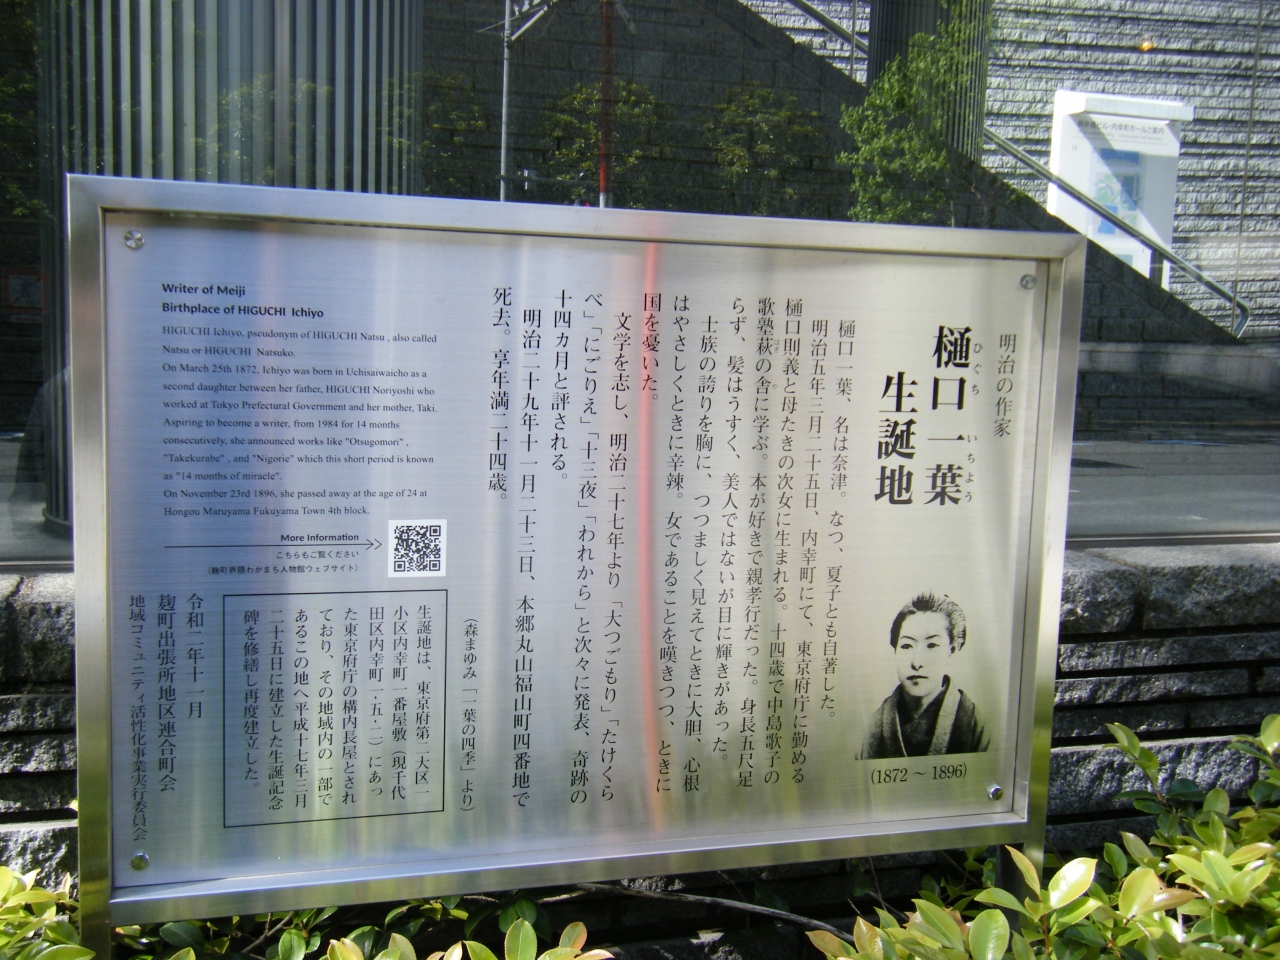 明治の作家
樋口一葉
ひぐち いちよう
生誕地
(1872～1896)
樋口一葉、名は奈津。なつ、夏子とも自著した。
明治五年三月二十五日、内幸町にて、東京府庁に勤める
樋口則義と母たきの次女に生まれる。十四歳で中島歌子の
歌塾萩の舎に学ぶ。本が好きで親孝行だった。身長五尺足
らず、髪はうすく、美人ではないが目に輝きがあった。
士族の誇りを胸に、つつましく見えてときに大胆、心根
はやさしくときに辛辣。女であることを嘆きつつ、ときに
国を憂いた。
文学を志し、明治二十七年より「大つごもり」「たけくら
べ」「にごりえ」「十三夜」「われから」と次々に発表、奇跡の
十四カ月と評される。
明治二十九年十一月二十三日、本郷丸山福山町四番地で
死去。享年満二十四歳。
（森まゆみ「一葉の四季」より）
Writer of Meiji
Birthplace of HIGUCHI Ichiyo
HIGUCHI Ichiyo, pseudonym of HIGUCHI Natsu , also called
Natsu or HIGUCHI Natsuko.
On March 25th 1872, Ichiyo was born in Uchisaiwaicho as a
second daughter between her father, HIGUCHI Noriyoshi who
worked at Tokyo Prefectural Government and her mother, Taki.
Aspiring to become a writer, from 1984 for 14 months
consecutively, she announced works like "Otsugomori" ,
"Takekurabe" , and "Nigorie" which this short period is known
as "14 months of miracle".
On November 23rd 1896, she passed away at the age of 24 at
Hongou Maruyama Fukuyama Town 4th block.
More Information
こちらもご覧ください
（麹町界隈わがまち人物館ウェブサイト）
生誕地は、東京府第二大区一
小区内幸町一番屋敷（現千代
田区内幸町一‐五‐二）にあっ
た東京府庁の構内長屋とされ
ており、その地域内の一部で
あるこの地へ平成十七年三月
二十五日に建立した生誕記念
碑を修繕し再度建立した。
令和二年十一月
麹町出張所地区連合町会
地域コミュニティ活性化事業実行委員会